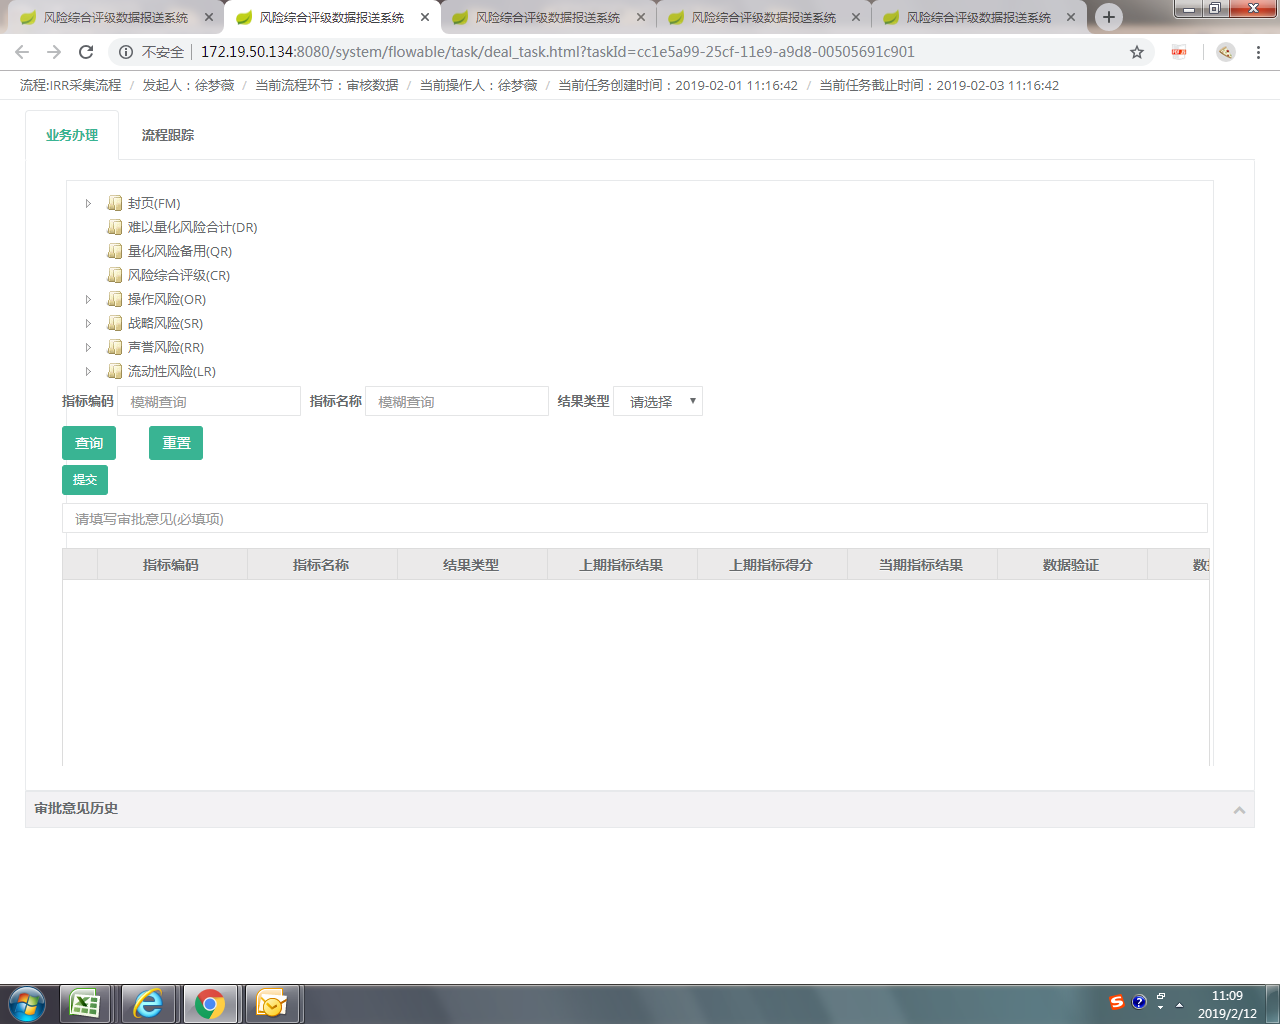 风险综合评级数据报送系统
风险综合评级数据报送系统
风险综合评级数据报送系统
风险综合评级数据报送系统
风险综合评级数据报送系统
不安全 172.19.50.134:8080/system/flowable/task/deal_task.html?taskId=cc1e5a99-25cf-11e9-a9d8-00505691c901
流程:IRR采集流程 / 发起人：徐梦薇 / 当前流程环节：审核数据 / 当前操作人：徐梦薇 / 当前任务创建时间：2019-02-01 11:16:42 / 当前任务截止时间：2019-02-03 11:16:42
业务办理 流程跟踪
封页(FM)
难以量化风险合计(DR)
量化风险备用(QR)
风险综合评级(CR)
操作风险(OR)
战略风险(SR)
声誉风险(RR)
流动性风险(LR)
指标编码 模糊查询 指标名称 模糊查询 结果类型 请选择
查询 重置
提交
请填写审批意见(必填项)
指标编码 指标名称 结果类型 上期指标结果 上期指标得分 当期指标结果 数据验证
审批意见历史
11:09
2019/2/12